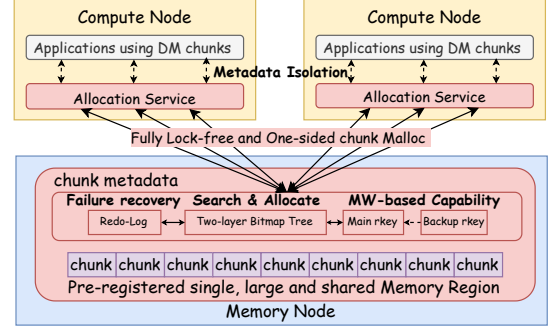 Compute Node Compute Node
Applications using DM chunks Applications using DM chunks
Metadata Isolation
Allocation Service Allocation Service
Fully Lock-free and One-sided chunk Malloc
chunk metadata
Failure recovery Search & Allocate MW-based Capability
Redo-Log Two-layer Bitmap Tree Main rkey Backup rkey
chunk chunk chunk chunk chunk chunk chunk chunk chunk
Pre-registered single, large and shared Memory Region
Memory Node